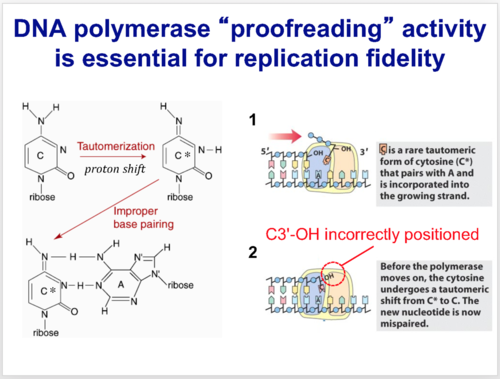 DNA polymerase “proofreading” activity
is essential for replication fidelity
H H
N
C N
N O
ribose
Tautomerization
proton shift
H
N
C* N-H
N O
ribose
Improper
base pairing
H
N H N H
C* N H N A
N O
ribose
H
N
N
H
N
N
ribose
H
1
5'
OH
OH
3'
C
A
C is a rare tautomeric
form of cytosine (C*)
that pairs with A and
is incorporated into
the growing strand.
C3'-OH incorrectly positioned
2
OH
C
A
Before the polymerase
moves on, the cytosine
undergoes a tautomeric
shift from C* to C. The
new nucleotide is now
mispaired.